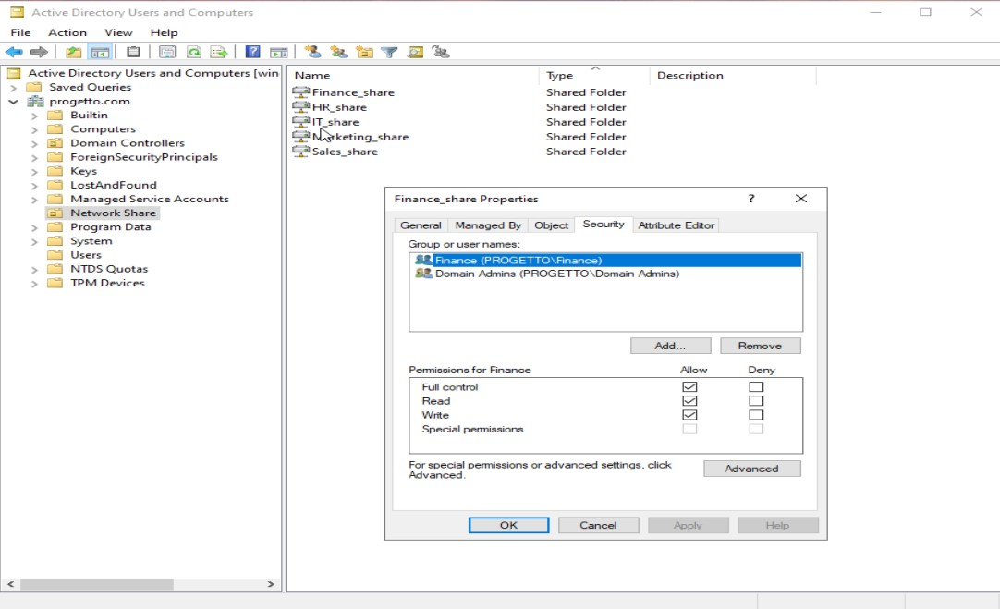 Active Directory Users and Computers
File Action View Help
Active Directory Users and Computers [win
Saved Queries
progetto.com
Builtin
Computers
Domain Controllers
ForeignSecurityPrincipals
Keys
LostAndFound
Managed Service Accounts
Network Share
Program Data
System
Users
NTDS Quotas
TPM Devices
Name Type Description
Finance_share Shared Folder
HR_share Shared Folder
IT_share Shared Folder
Marketing_share Shared Folder
Sales_share Shared Folder
Finance_share Properties ?
General Managed By Object Security Attribute Editor
Group or user names:
Finance (PROGETTO\Finance)
Domain Admins (PROGETTO\Domain Admins)
Add... Remove
Permissions for Finance Allow Deny
Full control
Read
Write
Special permissions
For special permissions or advanced settings, click
Advanced.
Advanced
OK Cancel Apply Help